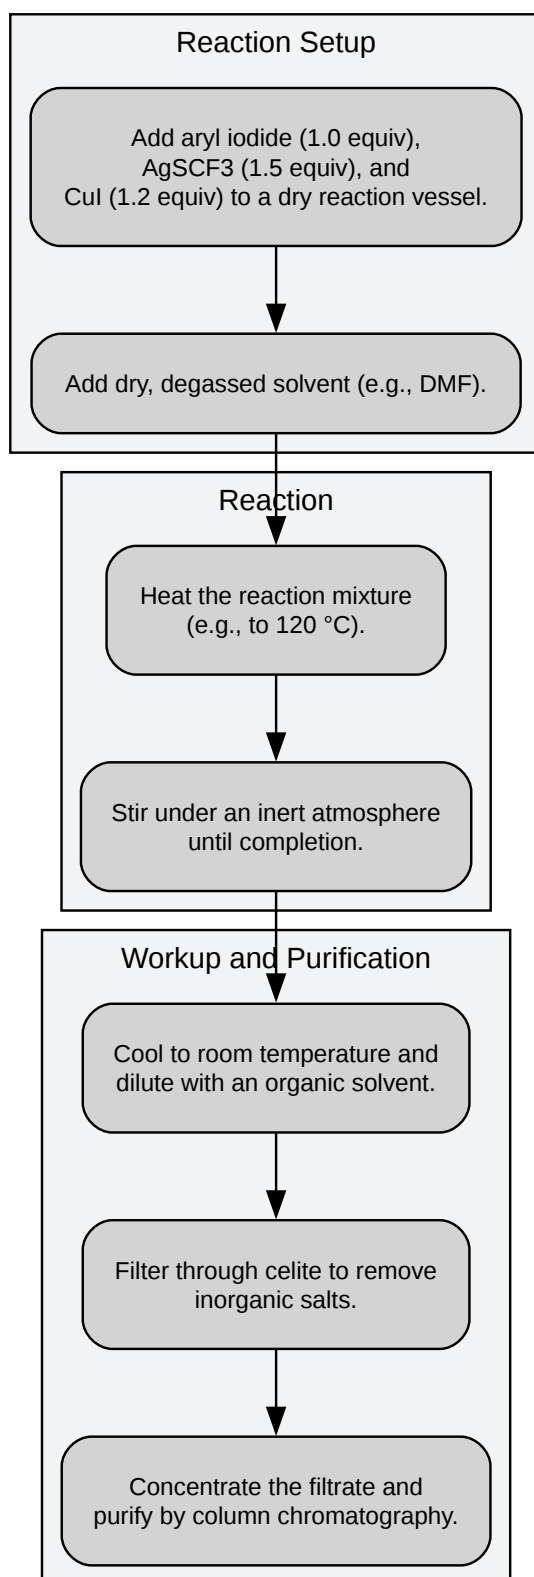 Reaction Setup
Add aryl iodide (1.0 equiv),
AgSCF3 (1.5 equiv), and
CuI (1.2 equiv) to a dry reaction vessel.
Add dry, degassed solvent (e.g., DMF).
Reaction
Heat the reaction mixture
(e.g., to 120 °C).
Stir under an inert atmosphere
until completion.
Workup and Purification
Cool to room temperature and
dilute with an organic solvent.
Filter through celite to remove
inorganic salts.
Concentrate the filtrate and
purify by column chromatography.